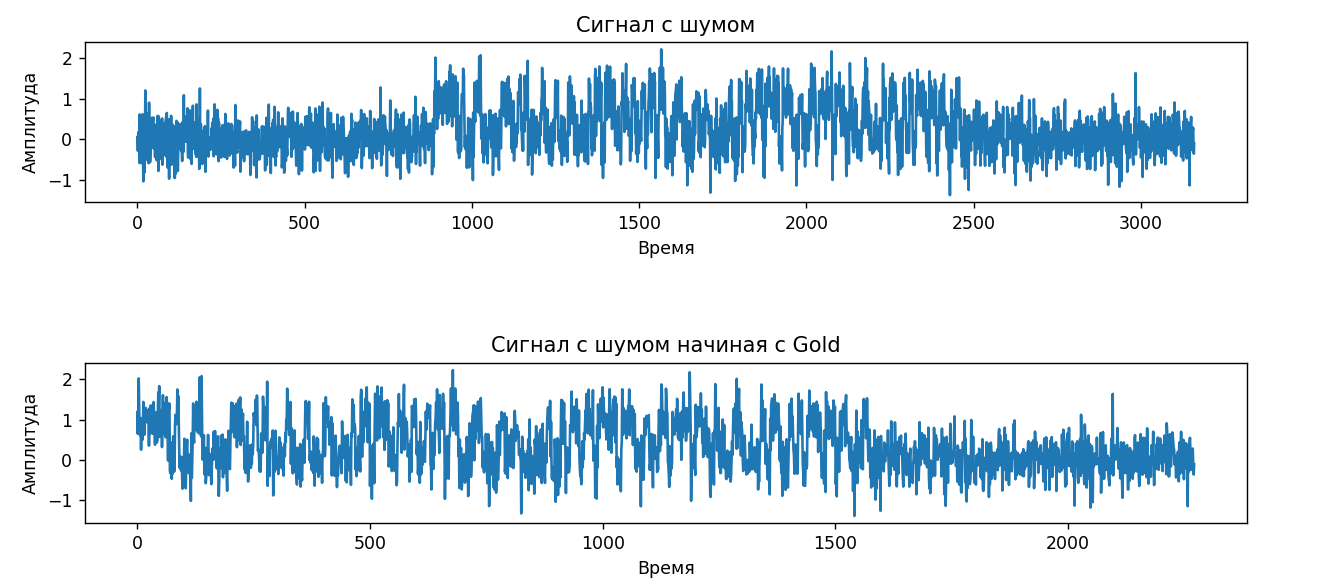 Сигнал с шумом
Амплитуда
2
1
0
−1
0 500 1000 1500 2000 2500 3000
Время
Сигнал с шумом начиная с Gold
Амплитуда
2
1
0
−1
0 500 1000 1500 2000
Время